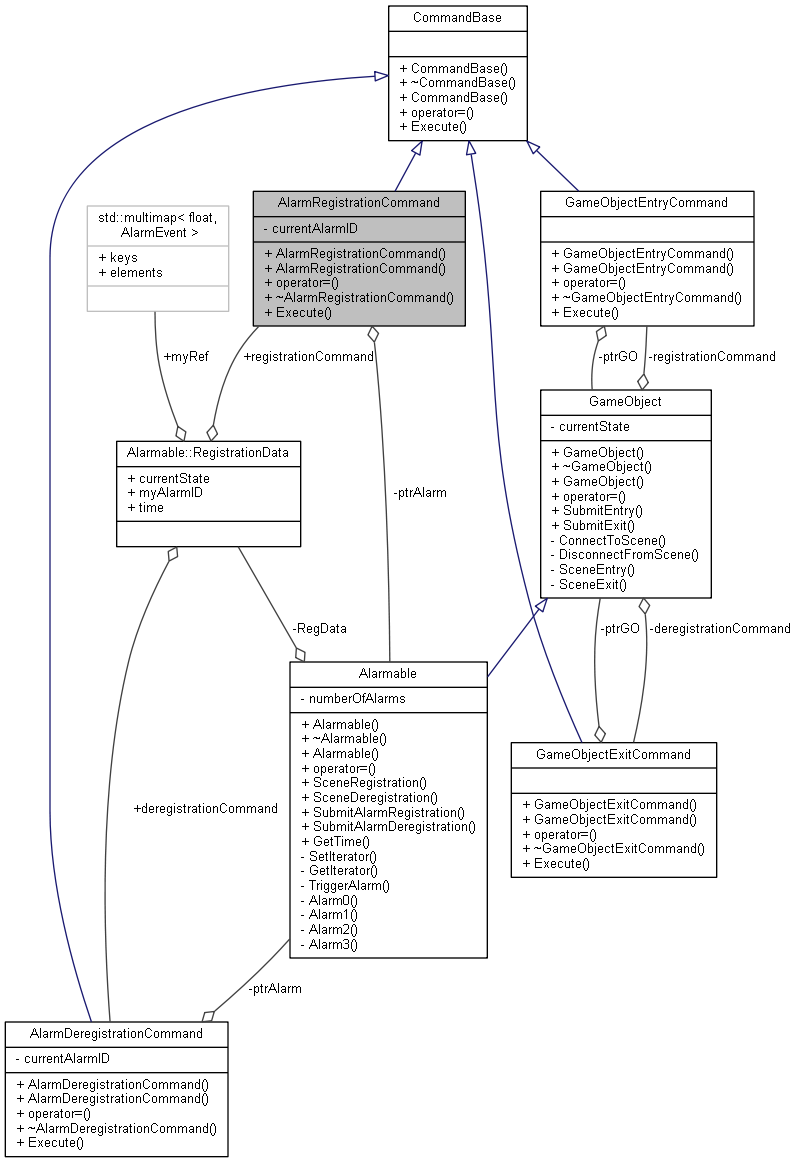 CommandBase
+ CommandBase()
+ ~CommandBase()
+ CommandBase()
+ operator=()
+ Execute()
std::multimap< float,
AlarmEvent >
+ keys
+ elements
AlarmRegistrationCommand
- currentAlarmID
+ AlarmRegistrationCommand()
+ AlarmRegistrationCommand()
+ operator=()
+ ~AlarmRegistrationCommand()
+ Execute()
GameObjectEntryCommand
+ GameObjectEntryCommand()
+ GameObjectEntryCommand()
+ operator=()
+ ~GameObjectEntryCommand()
+ Execute()
+myRef
+registrationCommand
-ptrGO
-registrationCommand
GameObject
- currentState
+ GameObject()
+ ~GameObject()
+ GameObject()
+ operator=()
+ SubmitEntry()
+ SubmitExit()
- ConnectToScene()
- DisconnectFromScene()
- SceneEntry()
- SceneExit()
Alarmable::RegistrationData
+ currentState
+ myAlarmID
+ time
-ptrAlarm
-RegData
-ptrGO
-deregistrationCommand
Alarmable
- numberOfAlarms
+ Alarmable()
+ ~Alarmable()
+ Alarmable()
+ operator=()
+ SceneRegistration()
+ SceneDeregistration()
+ SubmitAlarmRegistration()
+ SubmitAlarmDeregistration()
+ GetTime()
- SetIterator()
- GetIterator()
- TriggerAlarm()
- Alarm0()
- Alarm1()
- Alarm2()
- Alarm3()
GameObjectExitCommand
+ GameObjectExitCommand()
+ GameObjectExitCommand()
+ operator=()
+ ~GameObjectExitCommand()
+ Execute()
+deregistrationCommand
-ptrAlarm
AlarmDeregistrationCommand
- currentAlarmID
+ AlarmDeregistrationCommand()
+ AlarmDeregistrationCommand()
+ operator=()
+ ~AlarmDeregistrationCommand()
+ Execute()